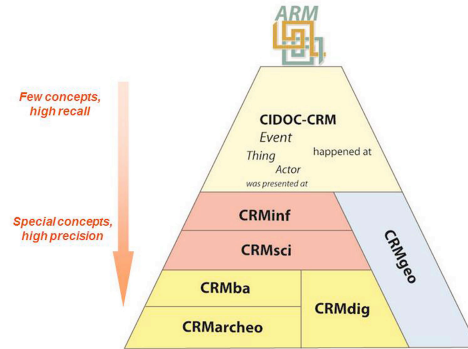 ARM
Few concepts,
high recall
CIDOC-CRM
Event
Thing
happened at
Actor
was presented at
Special concepts,
high precision
CRMinf
CRMsci
CRMgeo
CRMba
CRMdig
CRMarcheo